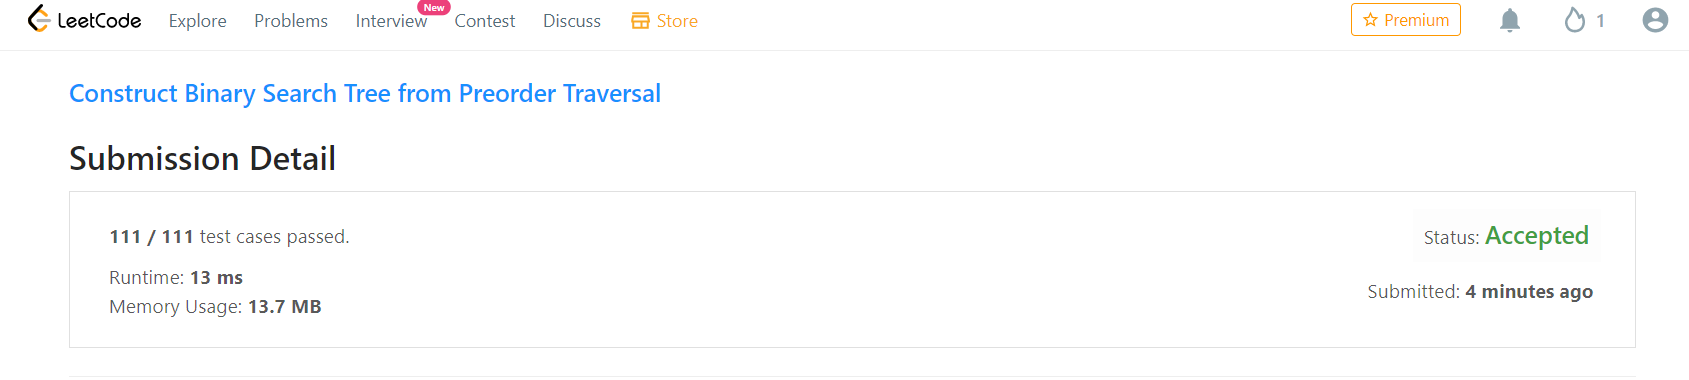 LeetCode Explore Problems Interview New Contest Discuss Store Premium 1
Construct Binary Search Tree from Preorder Traversal
Submission Detail
111 / 111 test cases passed.
Status: Accepted
Runtime: 13 ms
Submitted: 4 minutes ago
Memory Usage: 13.7 MB